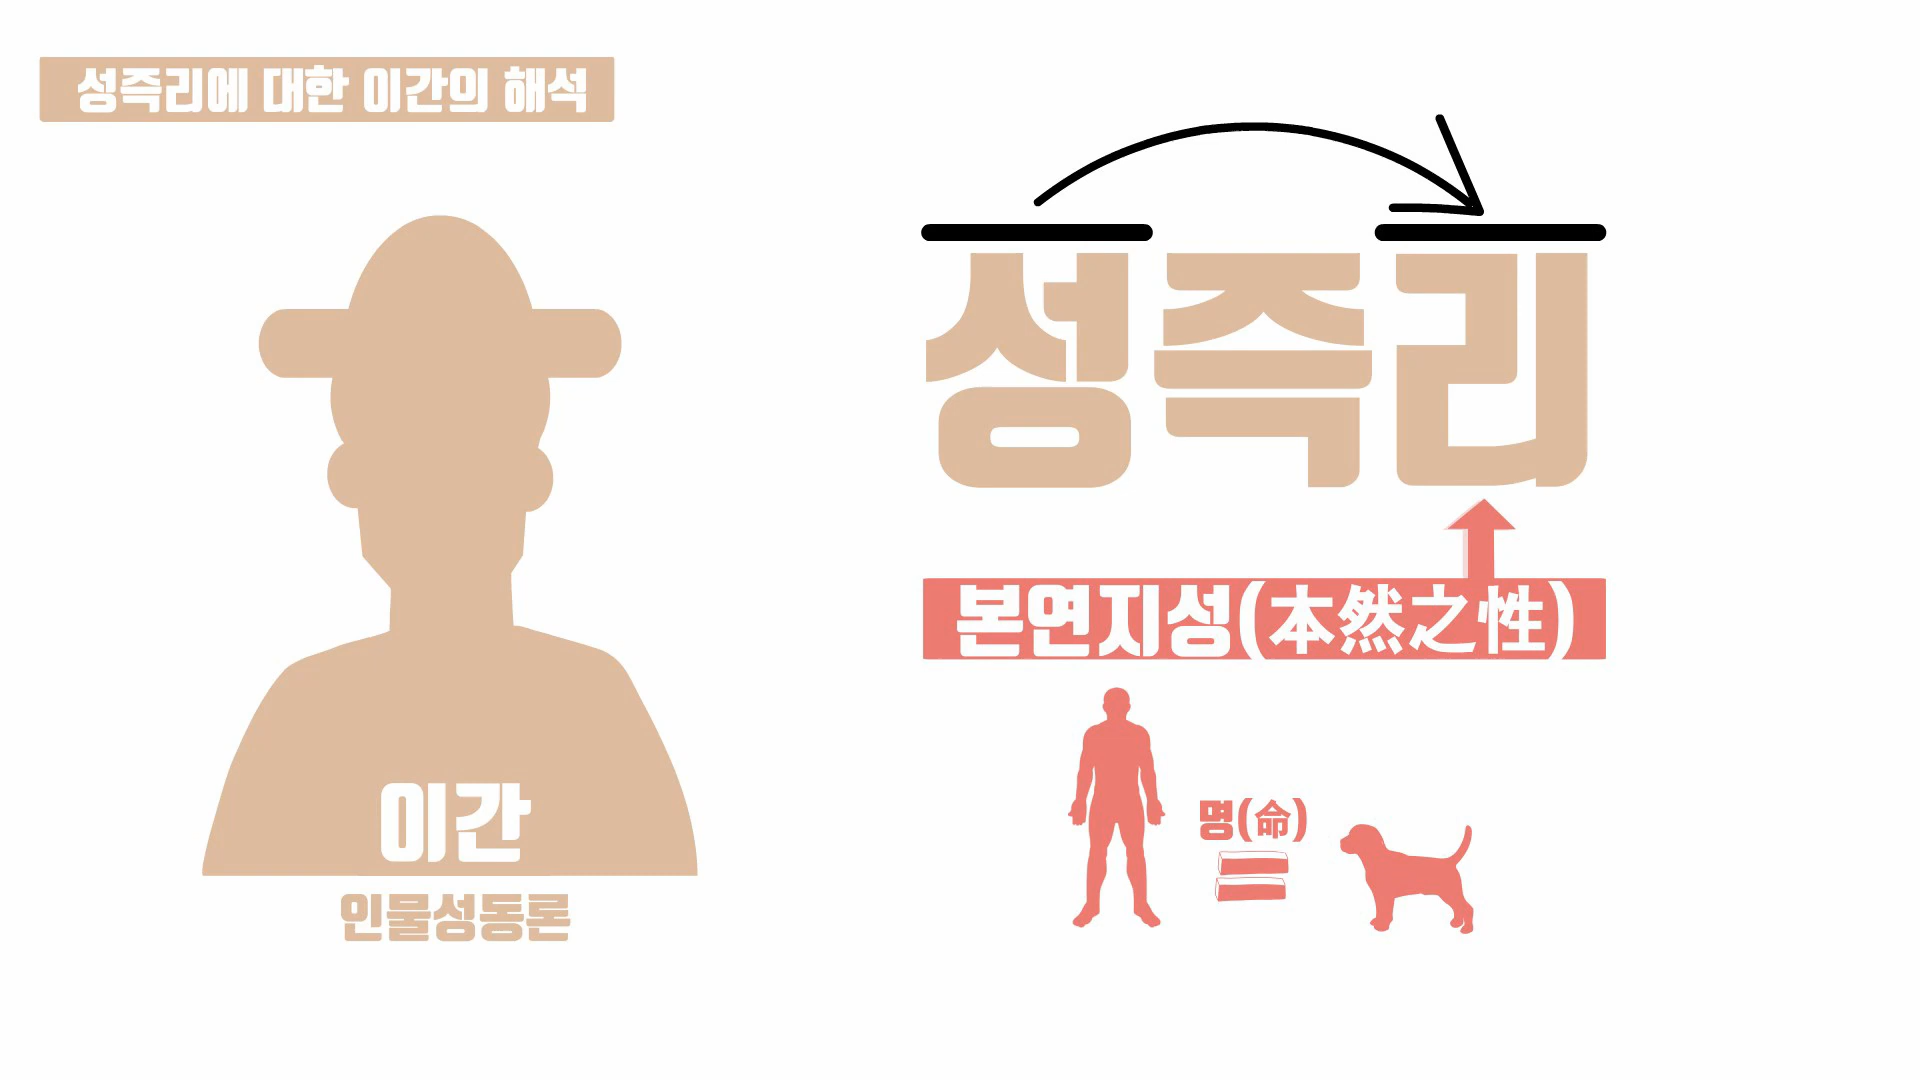 성즉리에 대한 이간의 해석
성즉리
본연지성(本然之性)
명(命)
이간
인물성동론